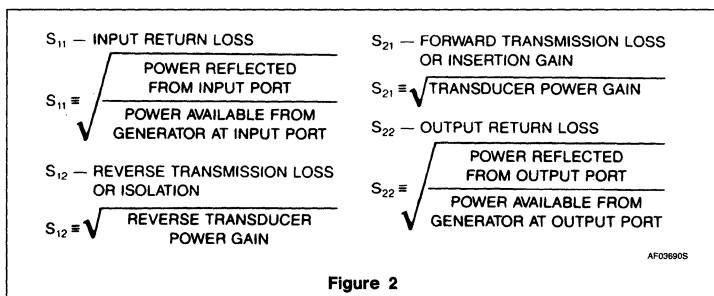 S11 — INPUT RETURN LOSS
S11 ≡ √
POWER REFLECTED
FROM INPUT PORT
POWER AVAILABLE FROM
GENERATOR AT INPUT PORT
S12 — REVERSE TRANSMISSION LOSS
OR ISOLATION
S12 ≡ √
REVERSE TRANSDUCER
POWER GAIN
S21 — FORWARD TRANSMISSION LOSS
OR INSERTION GAIN
S21 ≡ √ TRANSDUCER POWER GAIN
S22 — OUTPUT RETURN LOSS
S22 ≡ √
POWER REFLECTED
FROM OUTPUT PORT
POWER AVAILABLE FROM
GENERATOR AT OUTPUT PORT
AF03690S
Figure 2